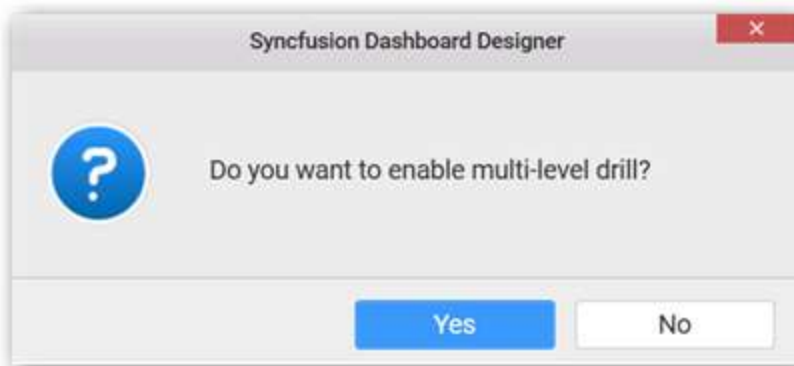 Syncfusion Dashboard Designer
Do you want to enable multi-level drill?
Yes
No